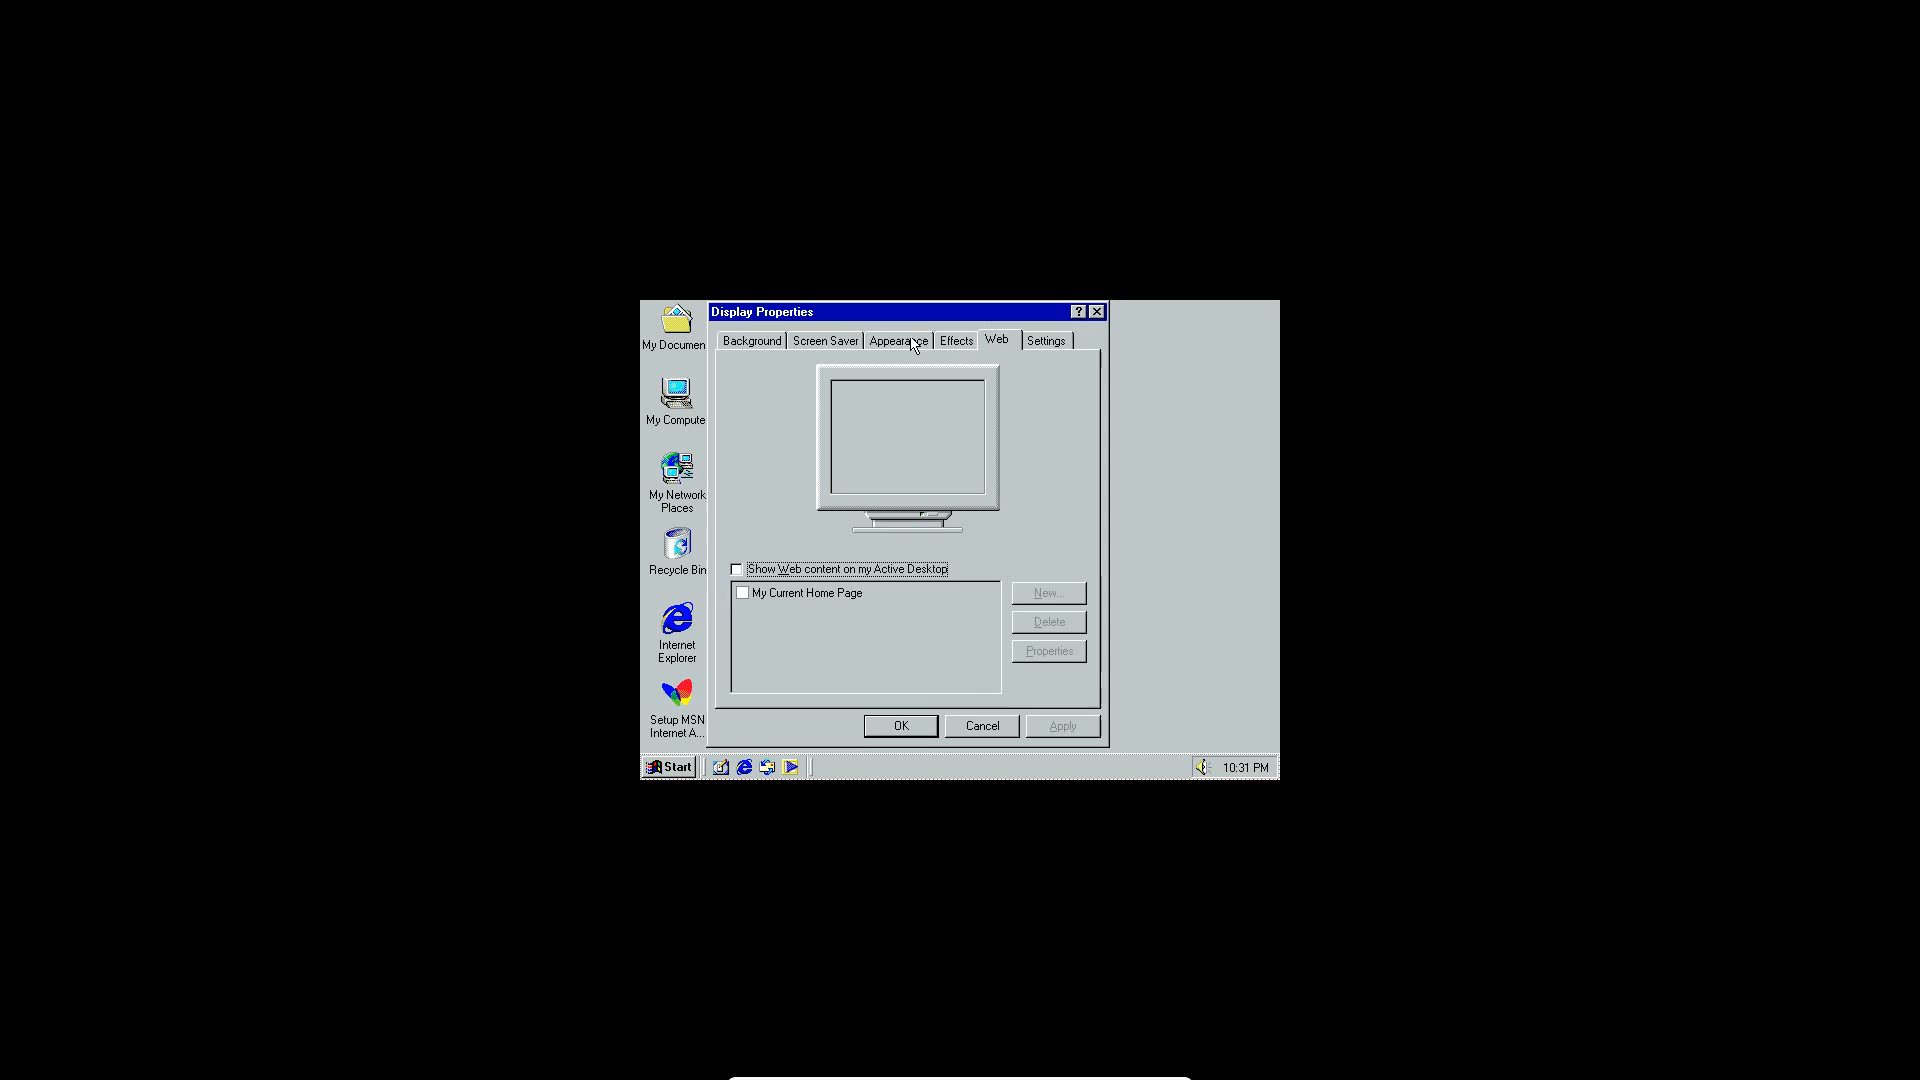 Display Properties
Background Screen Saver Appearance Effects Web Settings
My Documen
My Compute
My Network
Places
Recycle Bin
Internet
Explorer
Setup MSN
Internet A...
Show Web content on my Active Desktop
My Current Home Page
New...
Delete
Properties
OK Cancel Apply
Start
10:31 PM